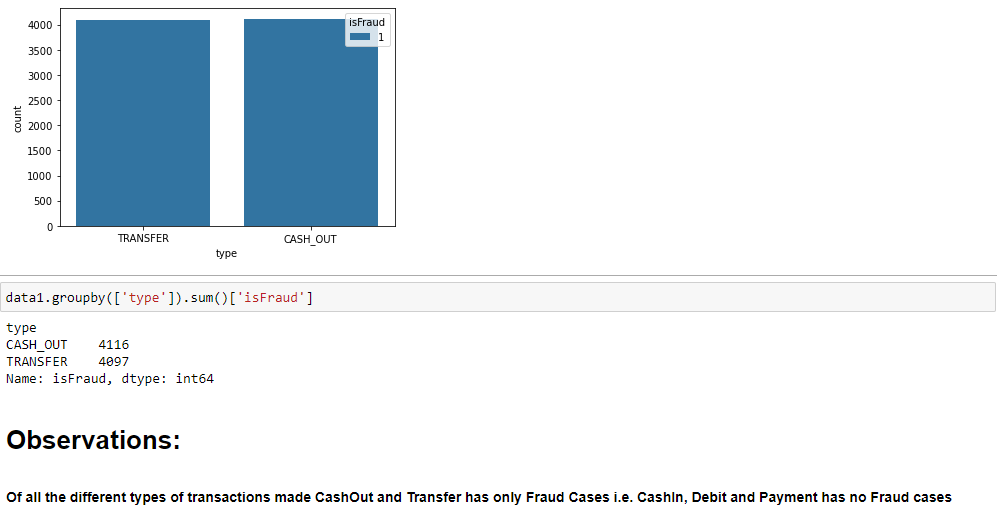 4000
3500
3000
2500
2000
1500
1000
500
0
count
isFraud
1
TRANSFER CASH_OUT
type
data1.groupby(['type']).sum()['isFraud']
type
CASH_OUT 4116
TRANSFER 4097
Name: isFraud, dtype: int64
Observations:
Of all the different types of transactions made CashOut and Transfer has only Fraud Cases i.e. CashIn, Debit and Payment has no Fraud cases